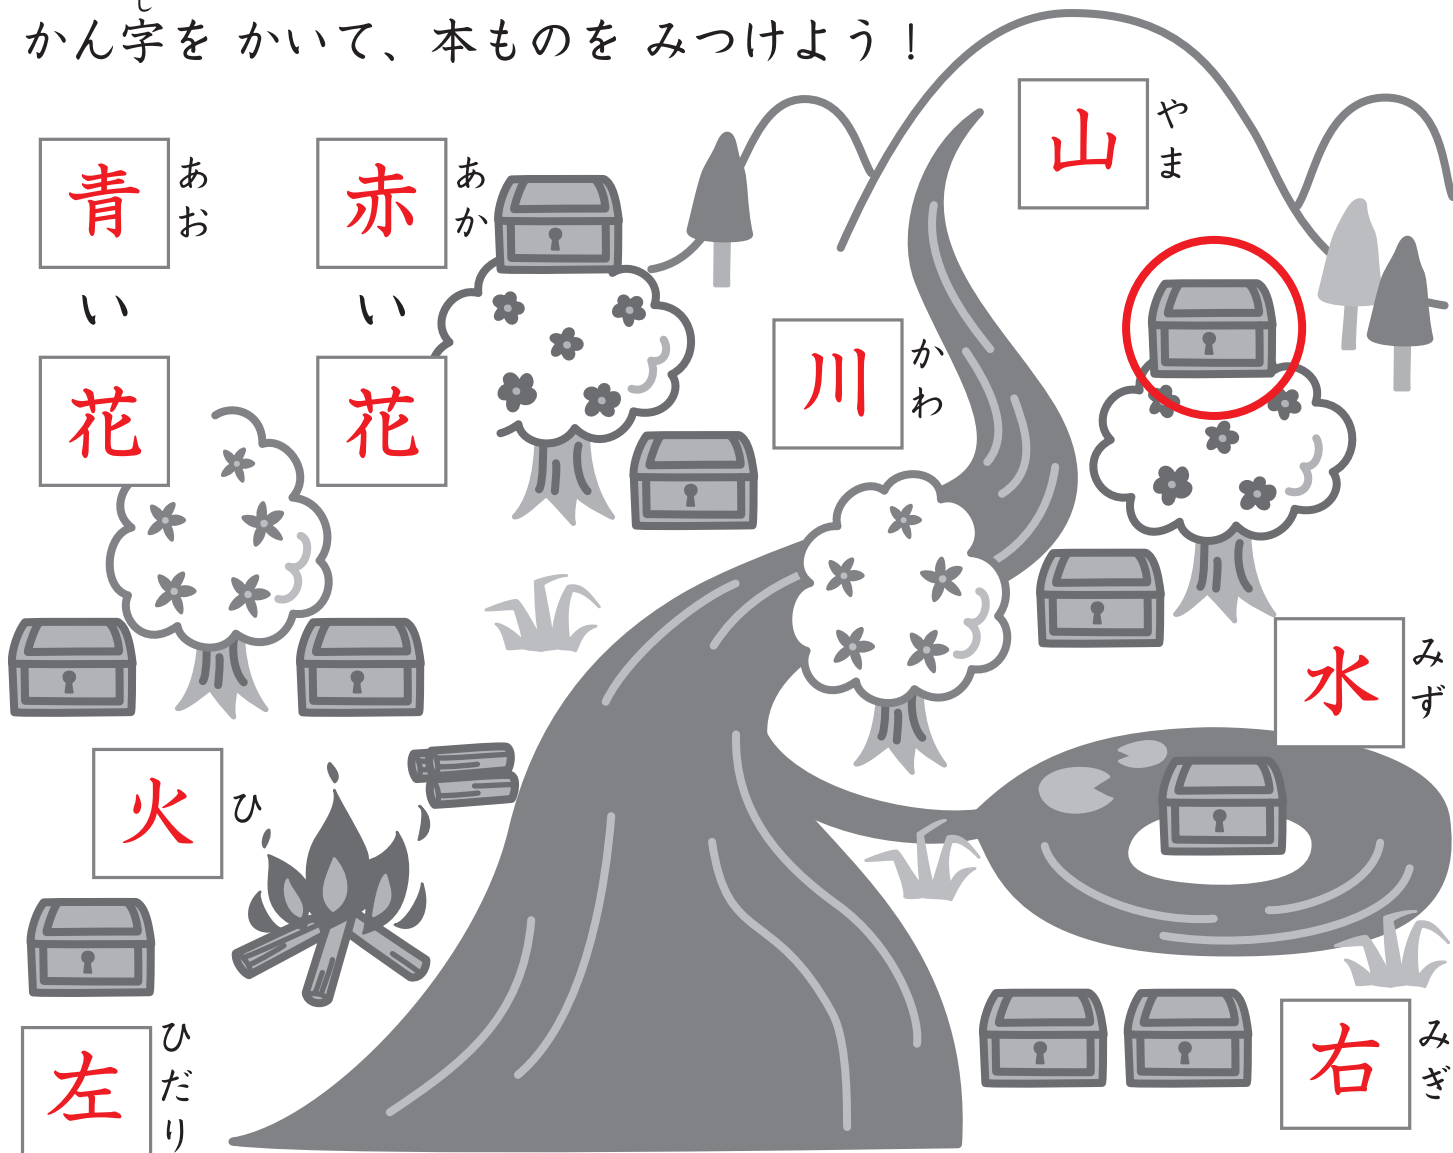 し
かん字を かいて、本ものを みつけよう！
山
やま
青い花
あお
赤い花
あか
川
かわ
水
みず
火
ひ
左
ひだり
右
みぎ